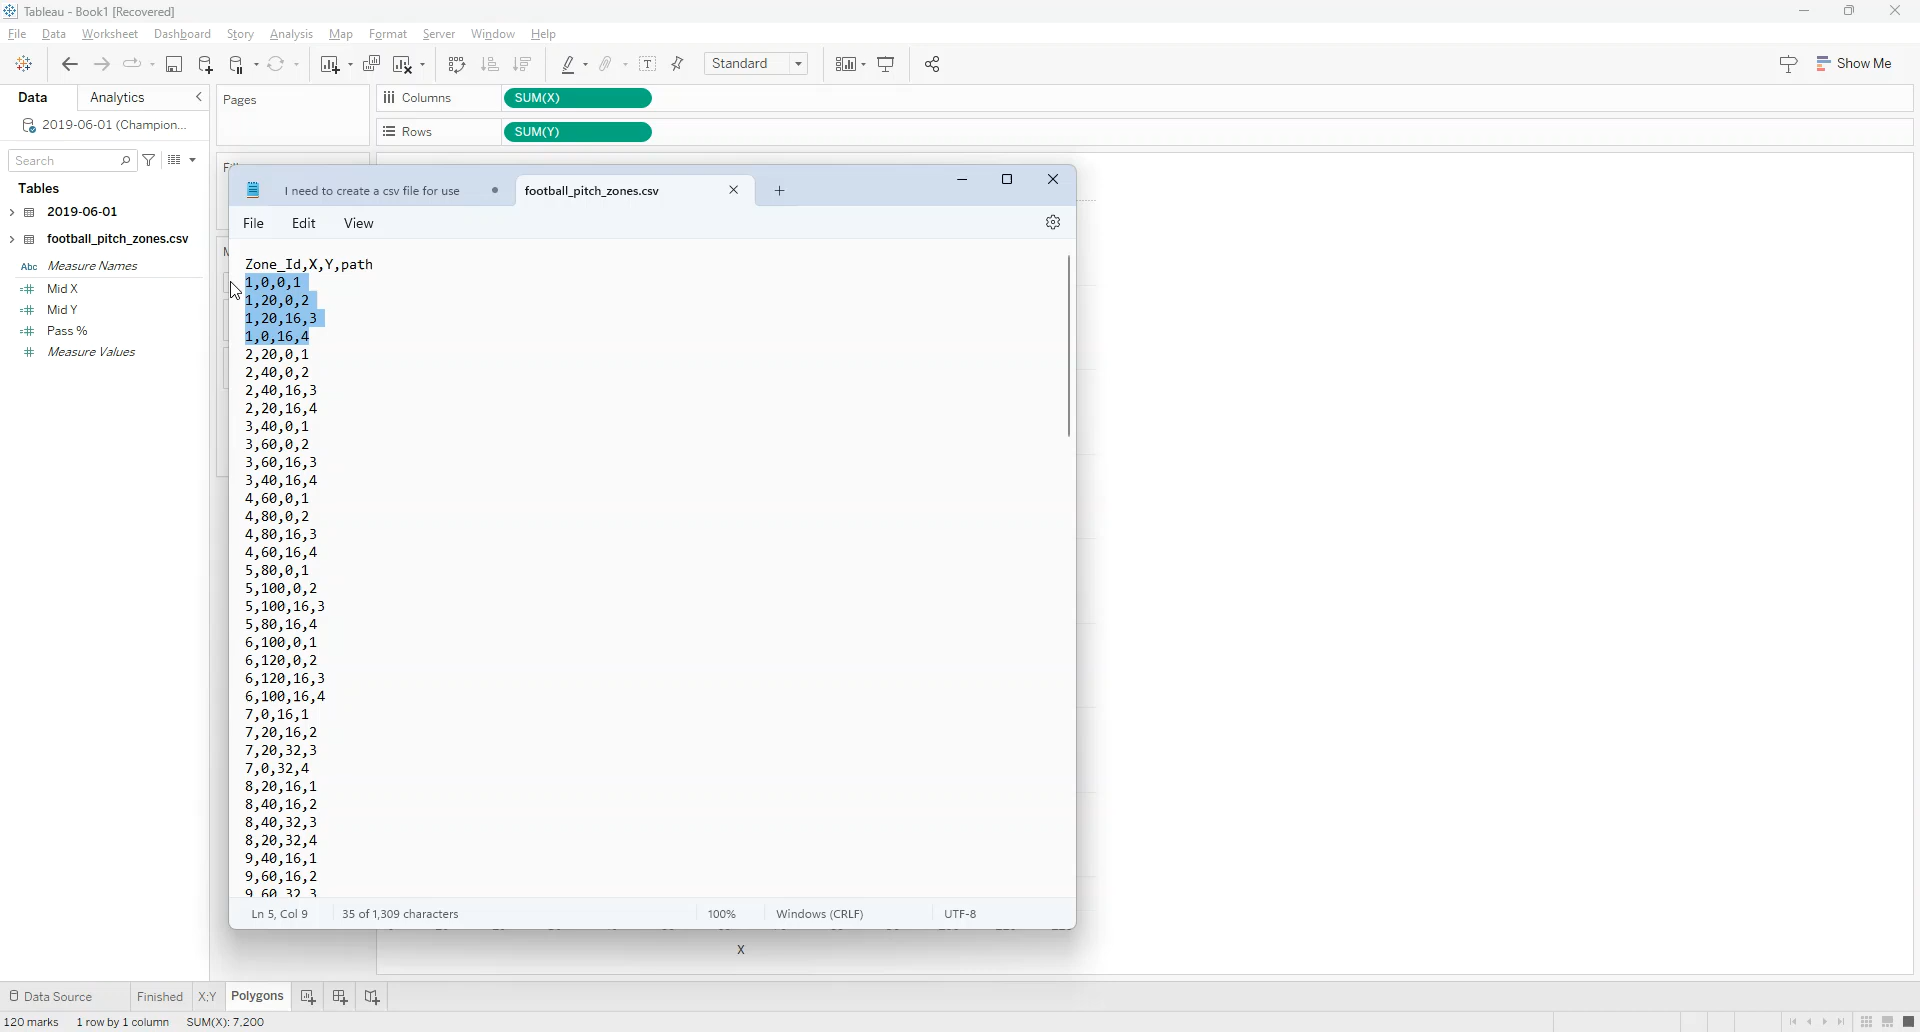 Tableau - Book1 [Recovered]
File Data Worksheet Dashboard Story Analysis Map Format Server Window Help
Standard
Show Me
Data Analytics
Pages
Columns SUM(X)
2019-06-01 (Champion...
Rows SUM(Y)
Search
Tables
2019-06-01
football_pitch_zones.csv
Abc Measure Names
Mid X
Mid Y
Pass %
Measure Values
I need to create a csv file for use
football_pitch_zones.csv
File Edit View
Zone_Id,X,Y,path
1,0,0,1
1,20,0,2
1,20,16,3
1,0,16,4
2,20,0,1
2,40,0,2
2,40,16,3
2,20,16,4
3,40,0,1
3,60,0,2
3,60,16,3
3,40,16,4
4,60,0,1
4,80,0,2
4,80,16,3
4,60,16,4
5,80,0,1
5,100,0,2
5,100,16,3
5,80,16,4
6,100,0,1
6,120,0,2
6,120,16,3
6,100,16,4
7,0,16,1
7,20,16,2
7,20,32,3
7,0,32,4
8,20,16,1
8,40,16,2
8,40,32,3
8,20,32,4
9,40,16,1
9,60,16,2
9,60,32,3
Ln 5, Col 9 35 of 1,309 characters 100% Windows (CRLF) UTF-8
X
Data Source Finished X:Y Polygons
120 marks 1 row by 1 column SUM(X): 7,200